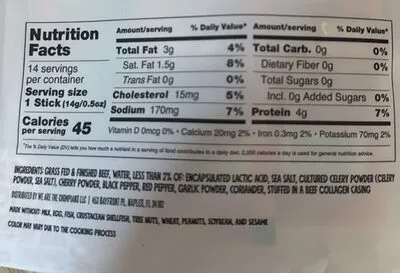 Nutrition Facts
14 servings per container
Serving size
1 Stick (14g/0.5oz)
Calories per serving 45
Amount/serving % Daily Value*
Total Fat 3g 4%
Sat. Fat 1.5g 8%
Trans Fat 0g 0%
Cholesterol 15mg 5%
Sodium 170mg 7%
Amount/serving % Daily Value*
Total Carb. 0g 0%
Dietary Fiber 0g 0%
Total Sugars 0g
Incl. 0g Added Sugars 0%
Protein 4g 7%
Vitamin D 0mcg 0% • Calcium 20mg 2% • Iron 0.3mg 2% • Potassium 70mg 2%
*The % Daily Value (DV) tells you how much a nutrient in a serving of food contributes to a daily diet. 2,000 calories a day is used for general nutrition advice.
INGREDIENTS: GRASS FED & FINISHED BEEF, WATER, LESS THAN 2% OF: ENCAPSULATED LACTIC ACID, SEA SALT, CULTURED CELERY POWDER (CELERY
POWDER, SEA SALT), CHERRY POWDER, BLACK PEPPER, RED PEPPER, GARLIC POWDER, CORIANDER, STUFFED IN A BEEF COLLAGEN CASING
DISTRIBUTED BY WE ARE THE CHOMPIANS LLC | 4532 BAYFRONT PL. NAPLES, FL 34102
MADE WITHOUT: MILK, EGG, FISH, CRUSTACEAN SHELLFISH, TREE NUTS, WHEAT, PEANUTS, SOYBEAN, AND SESAME
COLOR MAY VARY DUE TO THE COOKING PROCESS